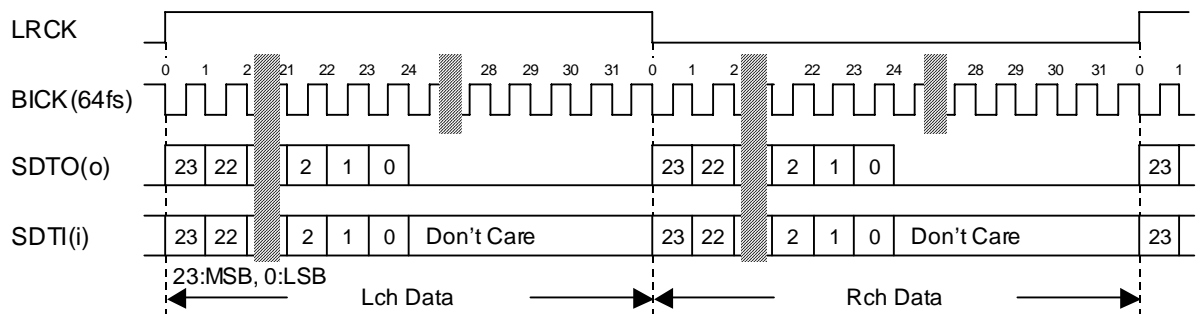 LRCK
0 1 2 21 22 23 24 28 29 30 31 0 1 2 22 23 24 28 29 30 31 0 1
BICK(64fs)
SDTO(o) 23 22 2 1 0 23 22 2 1 0 23
SDTI(i) 23 22 2 1 0 Don't Care 23 22 2 1 0 Don't Care 23
23:MSB, 0:LSB
Lch Data Rch Data